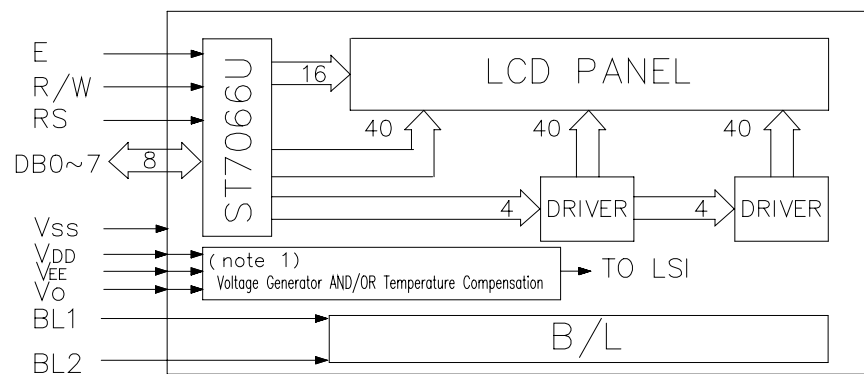 E
R/W
RS
DB0~7
8
ST7066U
16
LCD PANEL
40
40
40
4
DRIVER
4
DRIVER
VSS
VDD
VEE
VO
(note 1)
Voltage Generator AND/OR Temperature Compensation
TO LSI
BL1
BL2
B/L